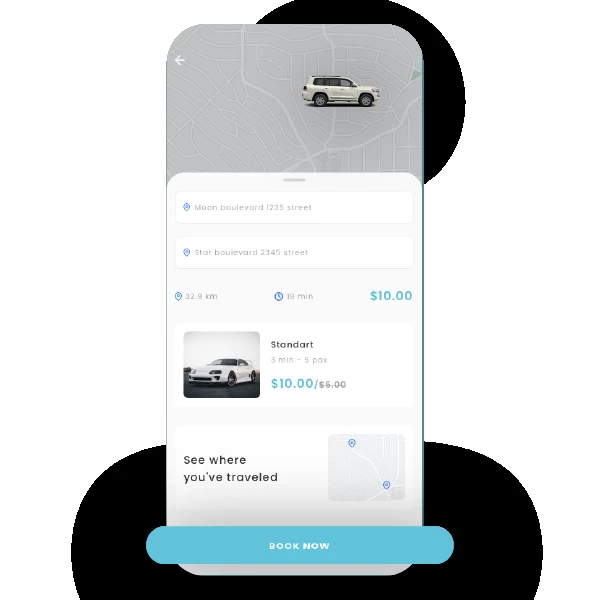 Moon boulevard 1235 street
Star boulevard 2345 street
32.9 km
19 min
$10.00
Standart
3 min - 5 pax
$10.00/$5.00
See where
you've traveled
BOOK NOW